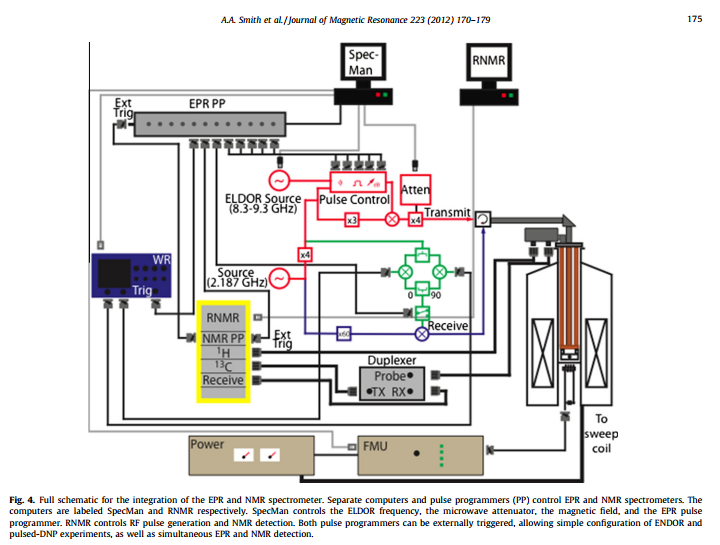 A.A. Smith et al./Journal of Magnetic Resonance 223 (2012) 170–179
175
Spec-
Man
RNMR
Ext
Trig
EPR PP
ELDOR Source
(8.3-9.3 GHz)
Pulse Control
Atten
x3
x4
Transmit
x4
WR
Trig
Source
(2.187 GHz)
0
90
Receive
x60
RNMR
NMR PP
Ext
Trig
1H
13C
Receive
Duplexer
Probe
TX RX
To
sweep
coil
Power
FMU
Fig. 4. Full schematic for the integration of the EPR and NMR spectrometer. Separate computers and pulse programmers (PP) control EPR and NMR spectrometers. The
computers are labeled SpecMan and RNMR respectively. SpecMan controls the ELDOR frequency, the microwave attenuator, the magnetic field, and the EPR pulse
programmer. RNMR controls RF pulse generation and NMR detection. Both pulse programmers can be externally triggered, allowing simple configuration of ENDOR and
pulsed-DNP experiments, as well as simultaneous EPR and NMR detection.